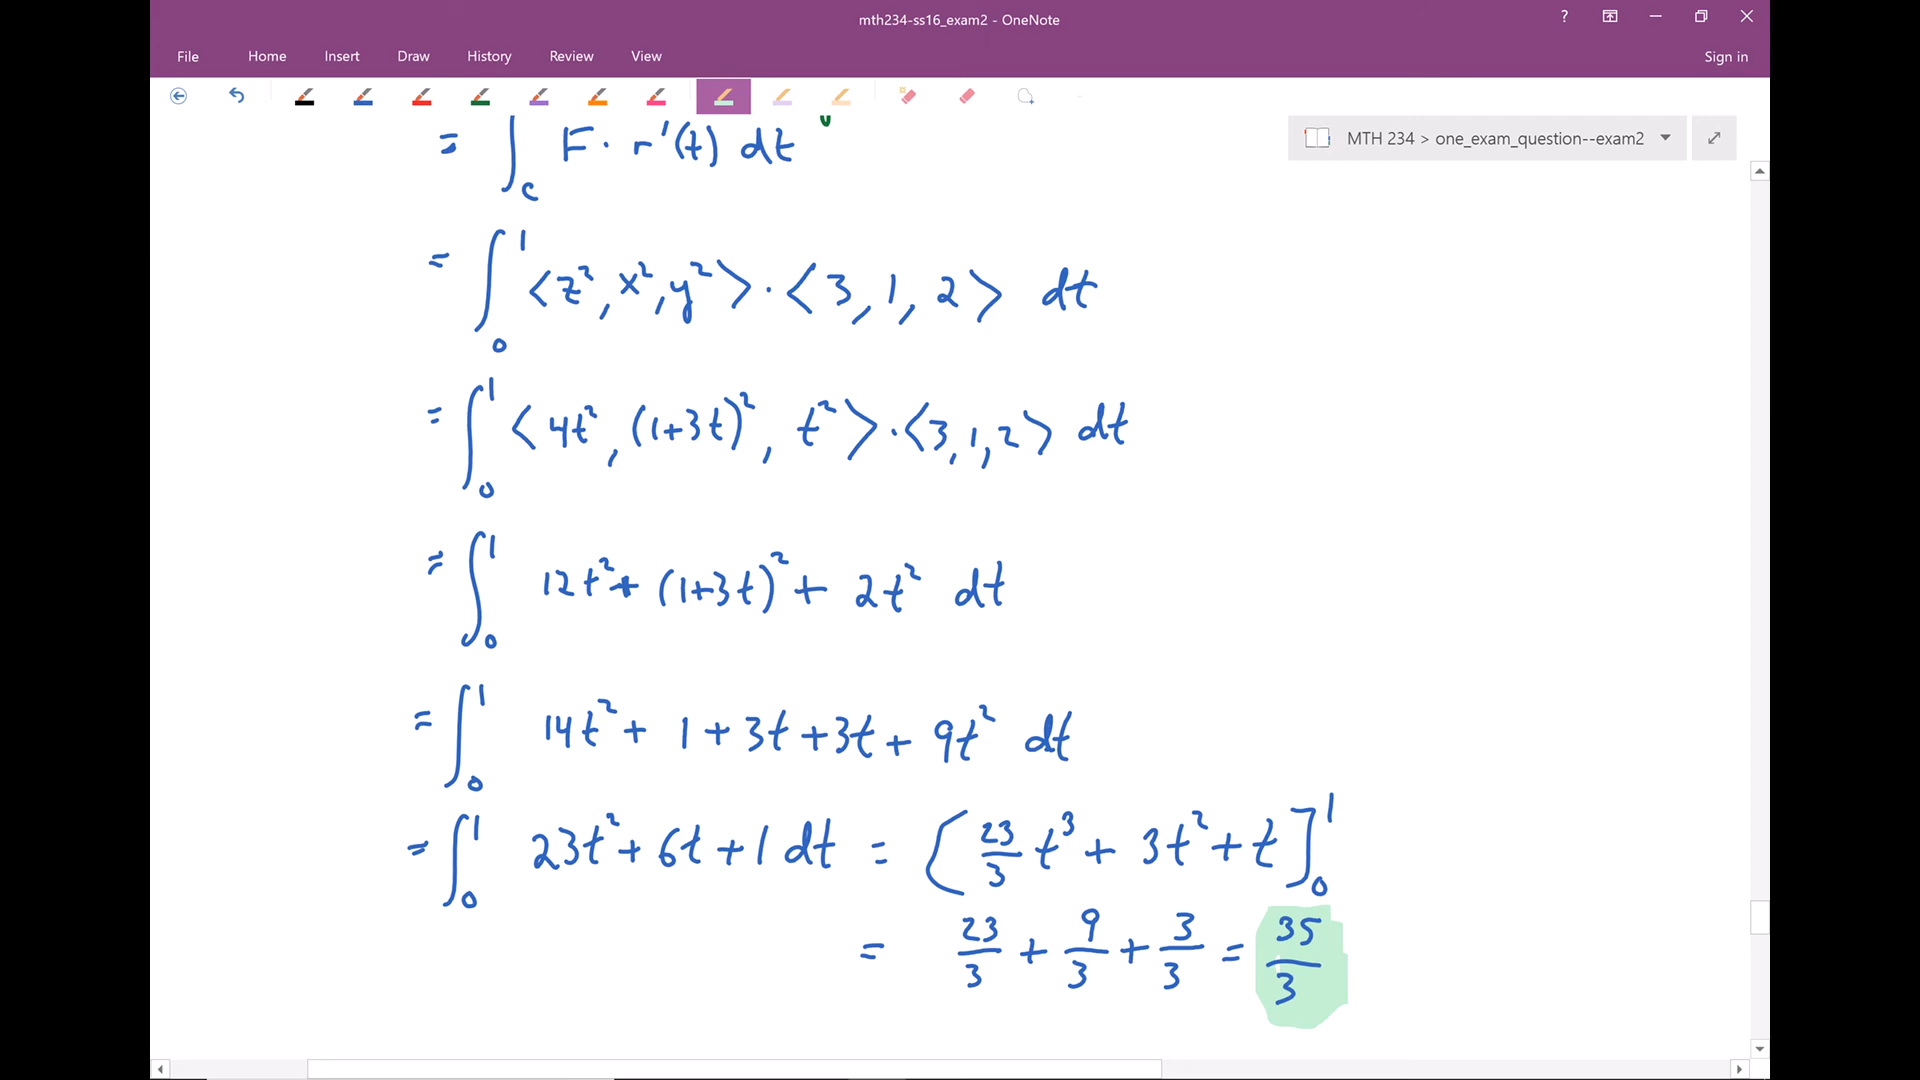 mth234-ss16_exam2 - OneNote
?
File Home Insert Draw History Review View Sign in
MTH 234 > one_exam_question--exam2
= ∫_C F · r'(t) dt
= ∫_0^1 <z², x², y²> · <3, 1, 2> dt
= ∫_0^1 <4t², (1+3t)², t²> · <3, 1, 2> dt
= ∫_0^1 12t² + (1+3t)² + 2t² dt
= ∫_0^1 14t² + 1 + 3t + 3t + 9t² dt
= ∫_0^1 23t² + 6t + 1 dt = [23/3 t³ + 3t² + t]_0^1
= 23/3 + 9/3 + 3/3 = 35/3